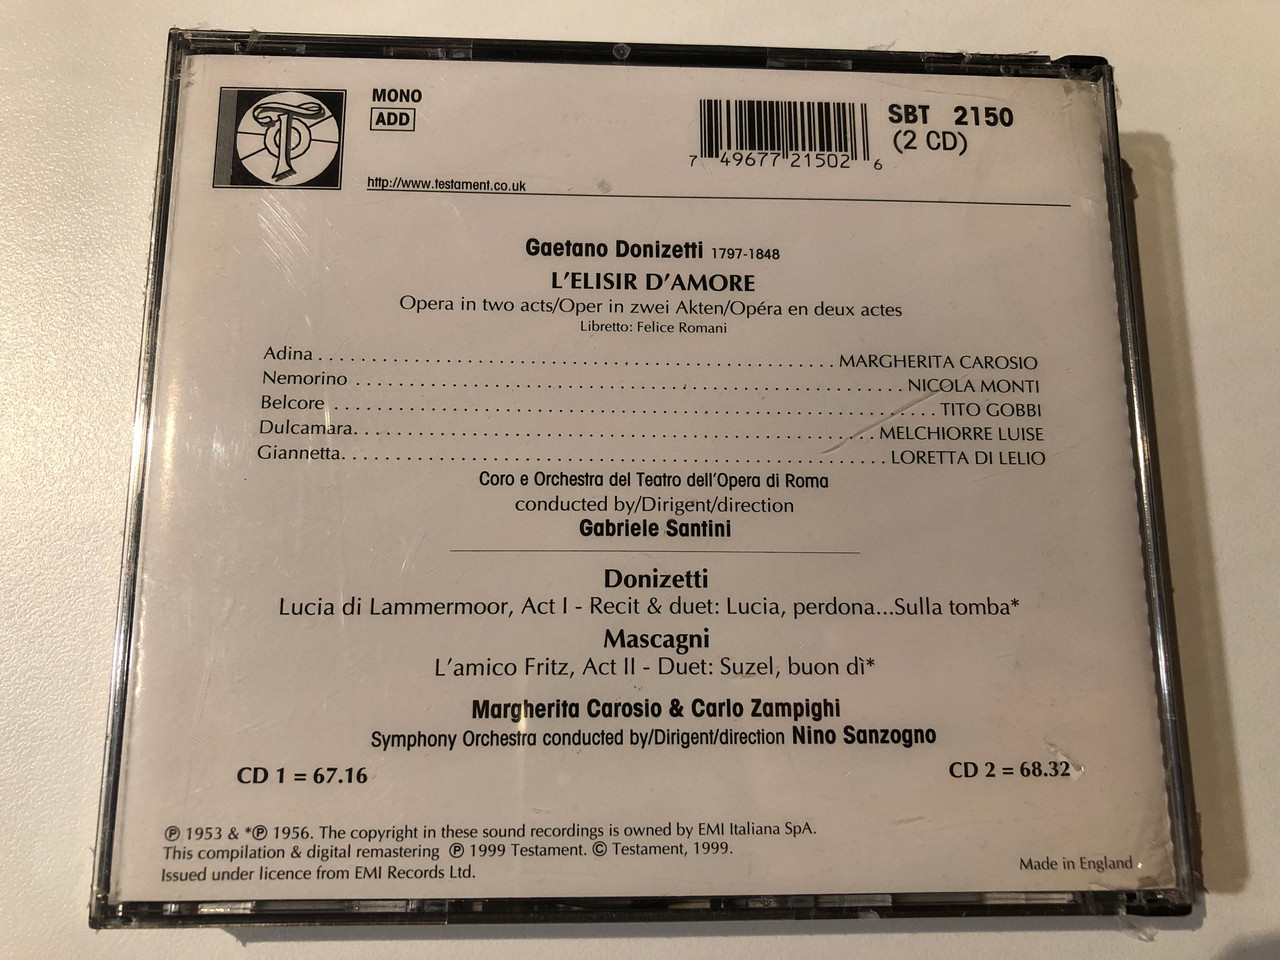 MONO
ADD
http://www.testament.co.uk
7 49677 21502 6
SBT 2150
(2 CD)
Gaetano Donizetti 1797-1848
L'ELISIR D'AMORE
Opera in two acts/Oper in zwei Akten/Opéra en deux actes
Libretto: Felice Romani
Adina . . . . . . . . . . . . . . . . . . . . . . . . . . . . . . . . . . . . . . . . . . . . . . . . MARGHERITA CAROSIO
Nemorino . . . . . . . . . . . . . . . . . . . . . . . . . . . . . . . . . . . . . . . . . . . . . . . . . . . NICOLA MONTI
Belcore . . . . . . . . . . . . . . . . . . . . . . . . . . . . . . . . . . . . . . . . . . . . . . . . . . . . . . . . TITO GOBBI
Dulcamara. . . . . . . . . . . . . . . . . . . . . . . . . . . . . . . . . . . . . . . . . . . . . . . . . MELCHIORRE LUISE
Giannetta. . . . . . . . . . . . . . . . . . . . . . . . . . . . . . . . . . . . . . . . . . . . . . . . . . . LORETTA DI LELIO
Coro e Orchestra del Teatro dell'Opera di Roma
conducted by/Dirigent/direction
Gabriele Santini
Donizetti
Lucia di Lammermoor, Act I - Recit & duet: Lucia, perdona...Sulla tomba*
Mascagni
L'amico Fritz, Act II - Duet: Suzel, buon dì*
Margherita Carosio & Carlo Zampighi
Symphony Orchestra conducted by/Dirigent/direction Nino Sanzogno
CD 1 = 67.16
CD 2 = 68.32
℗ 1953 & *℗ 1956. The copyright in these sound recordings is owned by EMI Italiana SpA.
This compilation & digital remastering ℗ 1999 Testament. © Testament, 1999.
Issued under licence from EMI Records Ltd.
Made in England